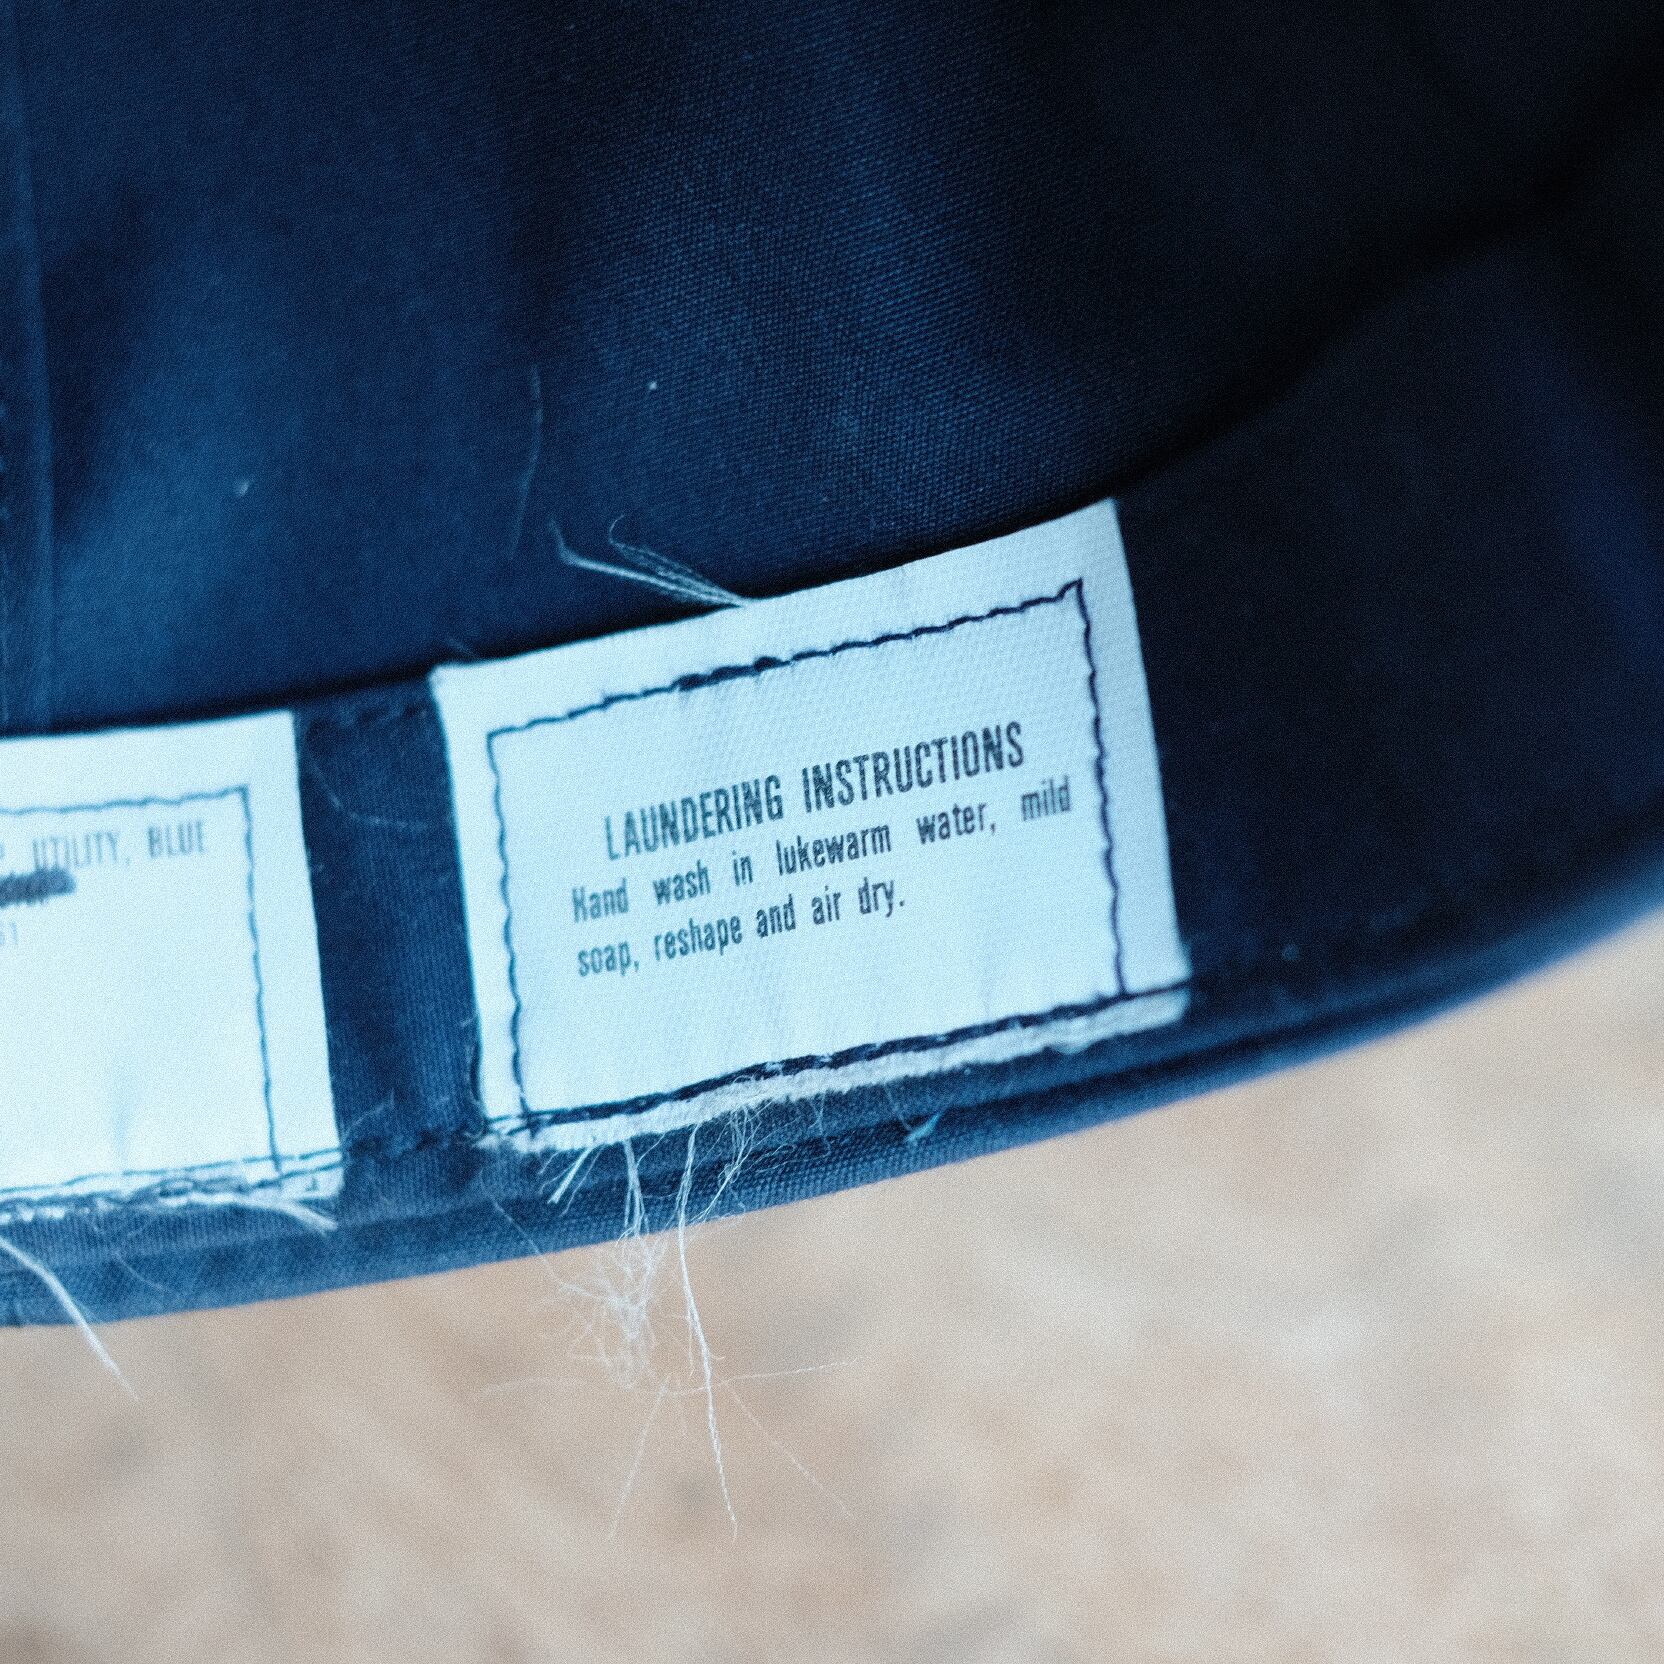 UTILITY, BLUE
LAUNDERING INSTRUCTIONS
Hand wash in lukewarm water, mild
soap, reshape and air dry.